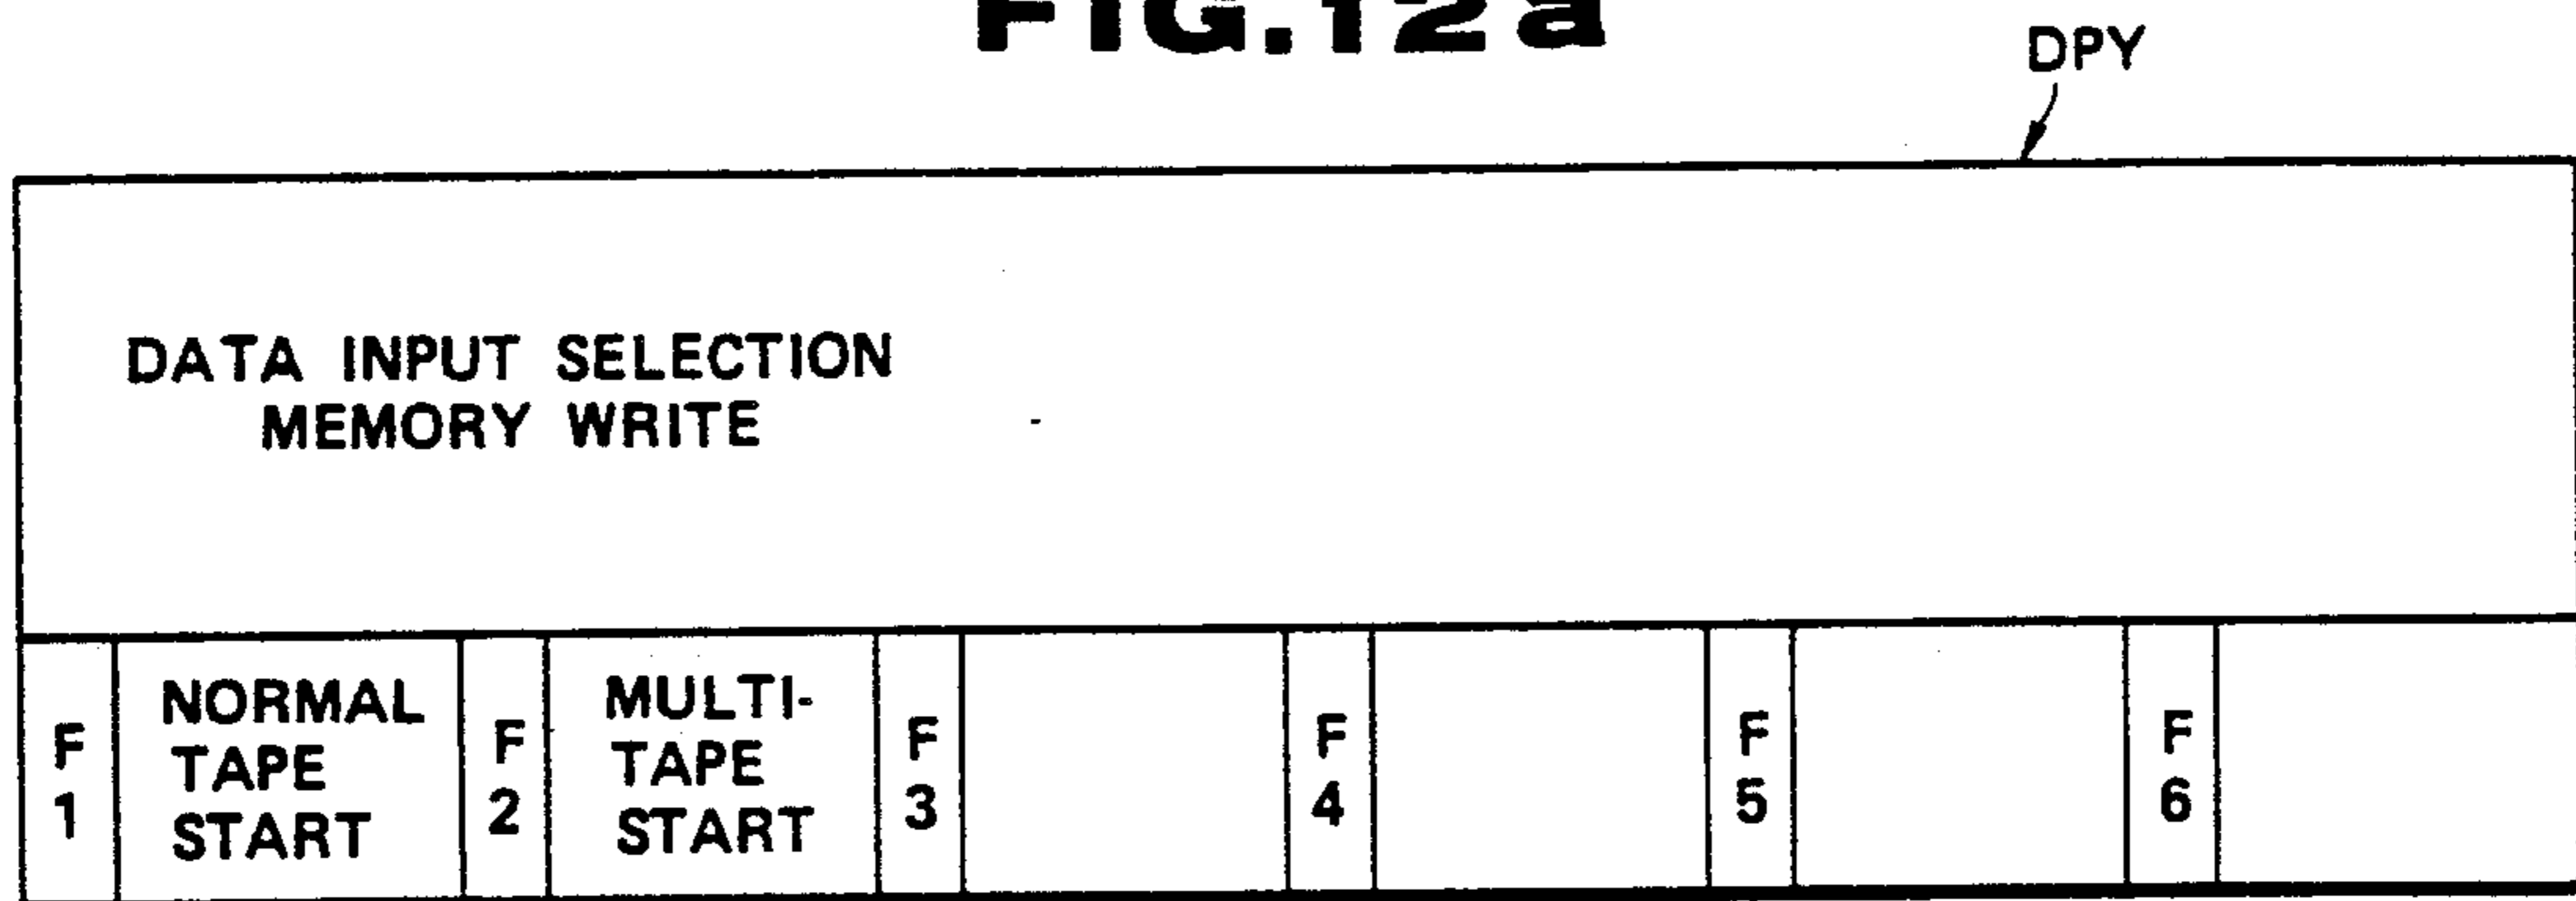 FIG.12a
DPY
DATA INPUT SELECTION
MEMORY WRITE
F
1
NORMAL
TAPE
START
F
2
MULTI-
TAPE
START
F
3
F
4
F
5
F
6